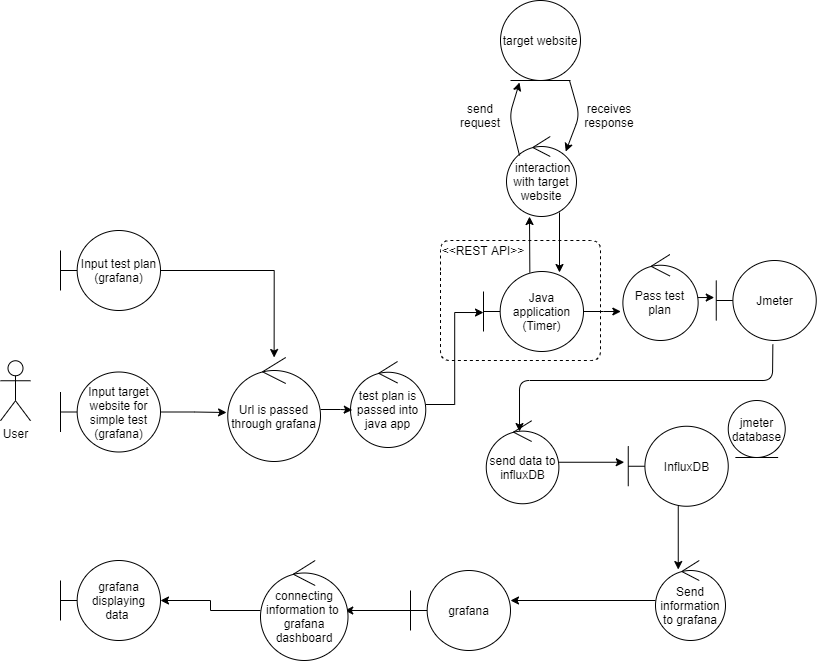 target website
send
request
receives
response
interaction
with target
website
<<REST API>>
Input test plan
(grafana)
Java
application
(Timer)
Pass test
plan
Jmeter
User
Input target
website for
simple test
(grafana)
Url is passed
through grafana
test plan is
passed into
java app
send data to
influxDB
InfluxDB
jmeter
database
grafana
displaying
data
connecting
information to
grafana
dashboard
grafana
Send
information
to grafana